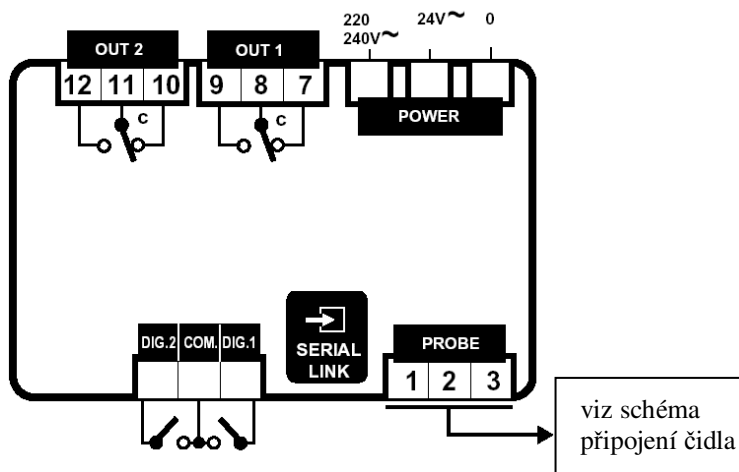 220
240V~ 24V~ 0
OUT 2 OUT 1
12 11 10 9 8 7
POWER
C C
DIG.2 COM. DIG.1
SERIAL
LINK
PROBE
1 2 3
viz schéma
připojení čidla